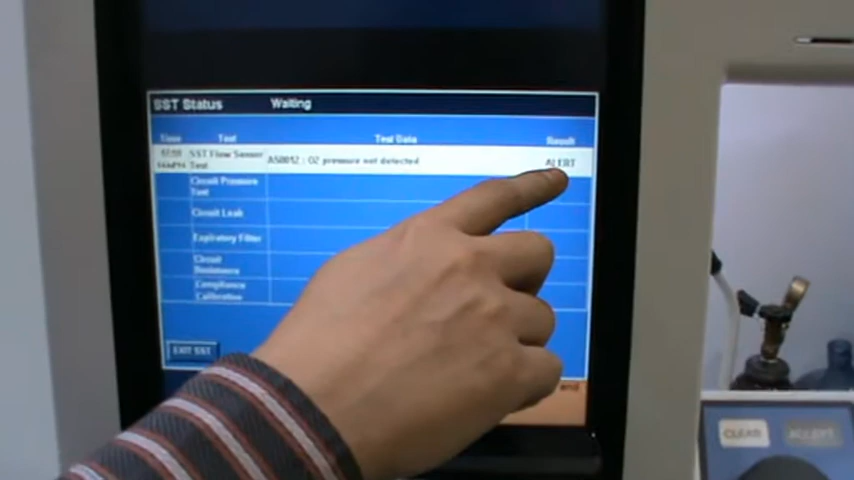 SST Status Waiting
Time Test Test Data Result
SST Flow Sensor
Test
AS0012 : O2 pressure not detected ALERT
Circuit Pressure
Test
Circuit Leak
Expiratory Filter
Circuit
Resistance
Compliance
Calibration
EXIT SST
CLEAR